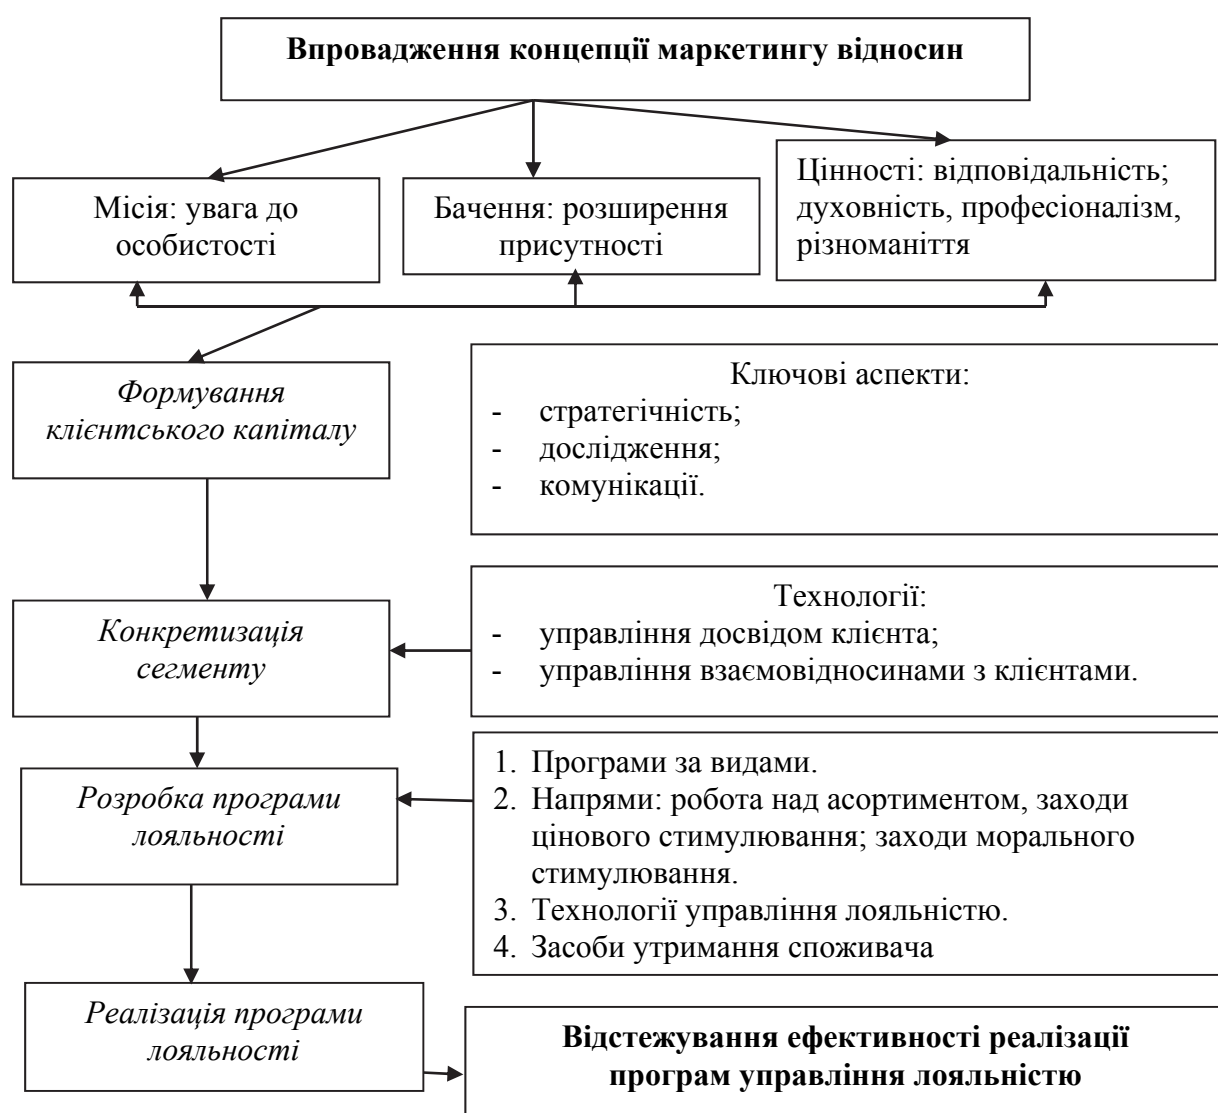 Впровадження концепції маркетингу відносин
Місія: увага до
особистості
Бачення: розширення
присутності
Цінності: відповідальність;
духовність, професіоналізм,
різноманіття
Формування
клієнтського капіталу
Ключові аспекти:
- стратегічність;
- дослідження;
- комунікації.
Конкретизація
сегменту
Технології:
- управління досвідом клієнта;
- управління взаємовідносинами з клієнтами.
Розробка програми
лояльності
1. Програми за видами.
2. Напрями: робота над асортиментом, заходи
цінового стимулювання; заходи морального
стимулювання.
3. Технології управління лояльністю.
4. Засоби утримання споживача
Реалізація програми
лояльності
Відстежування ефективності реалізації
програм управління лояльністю